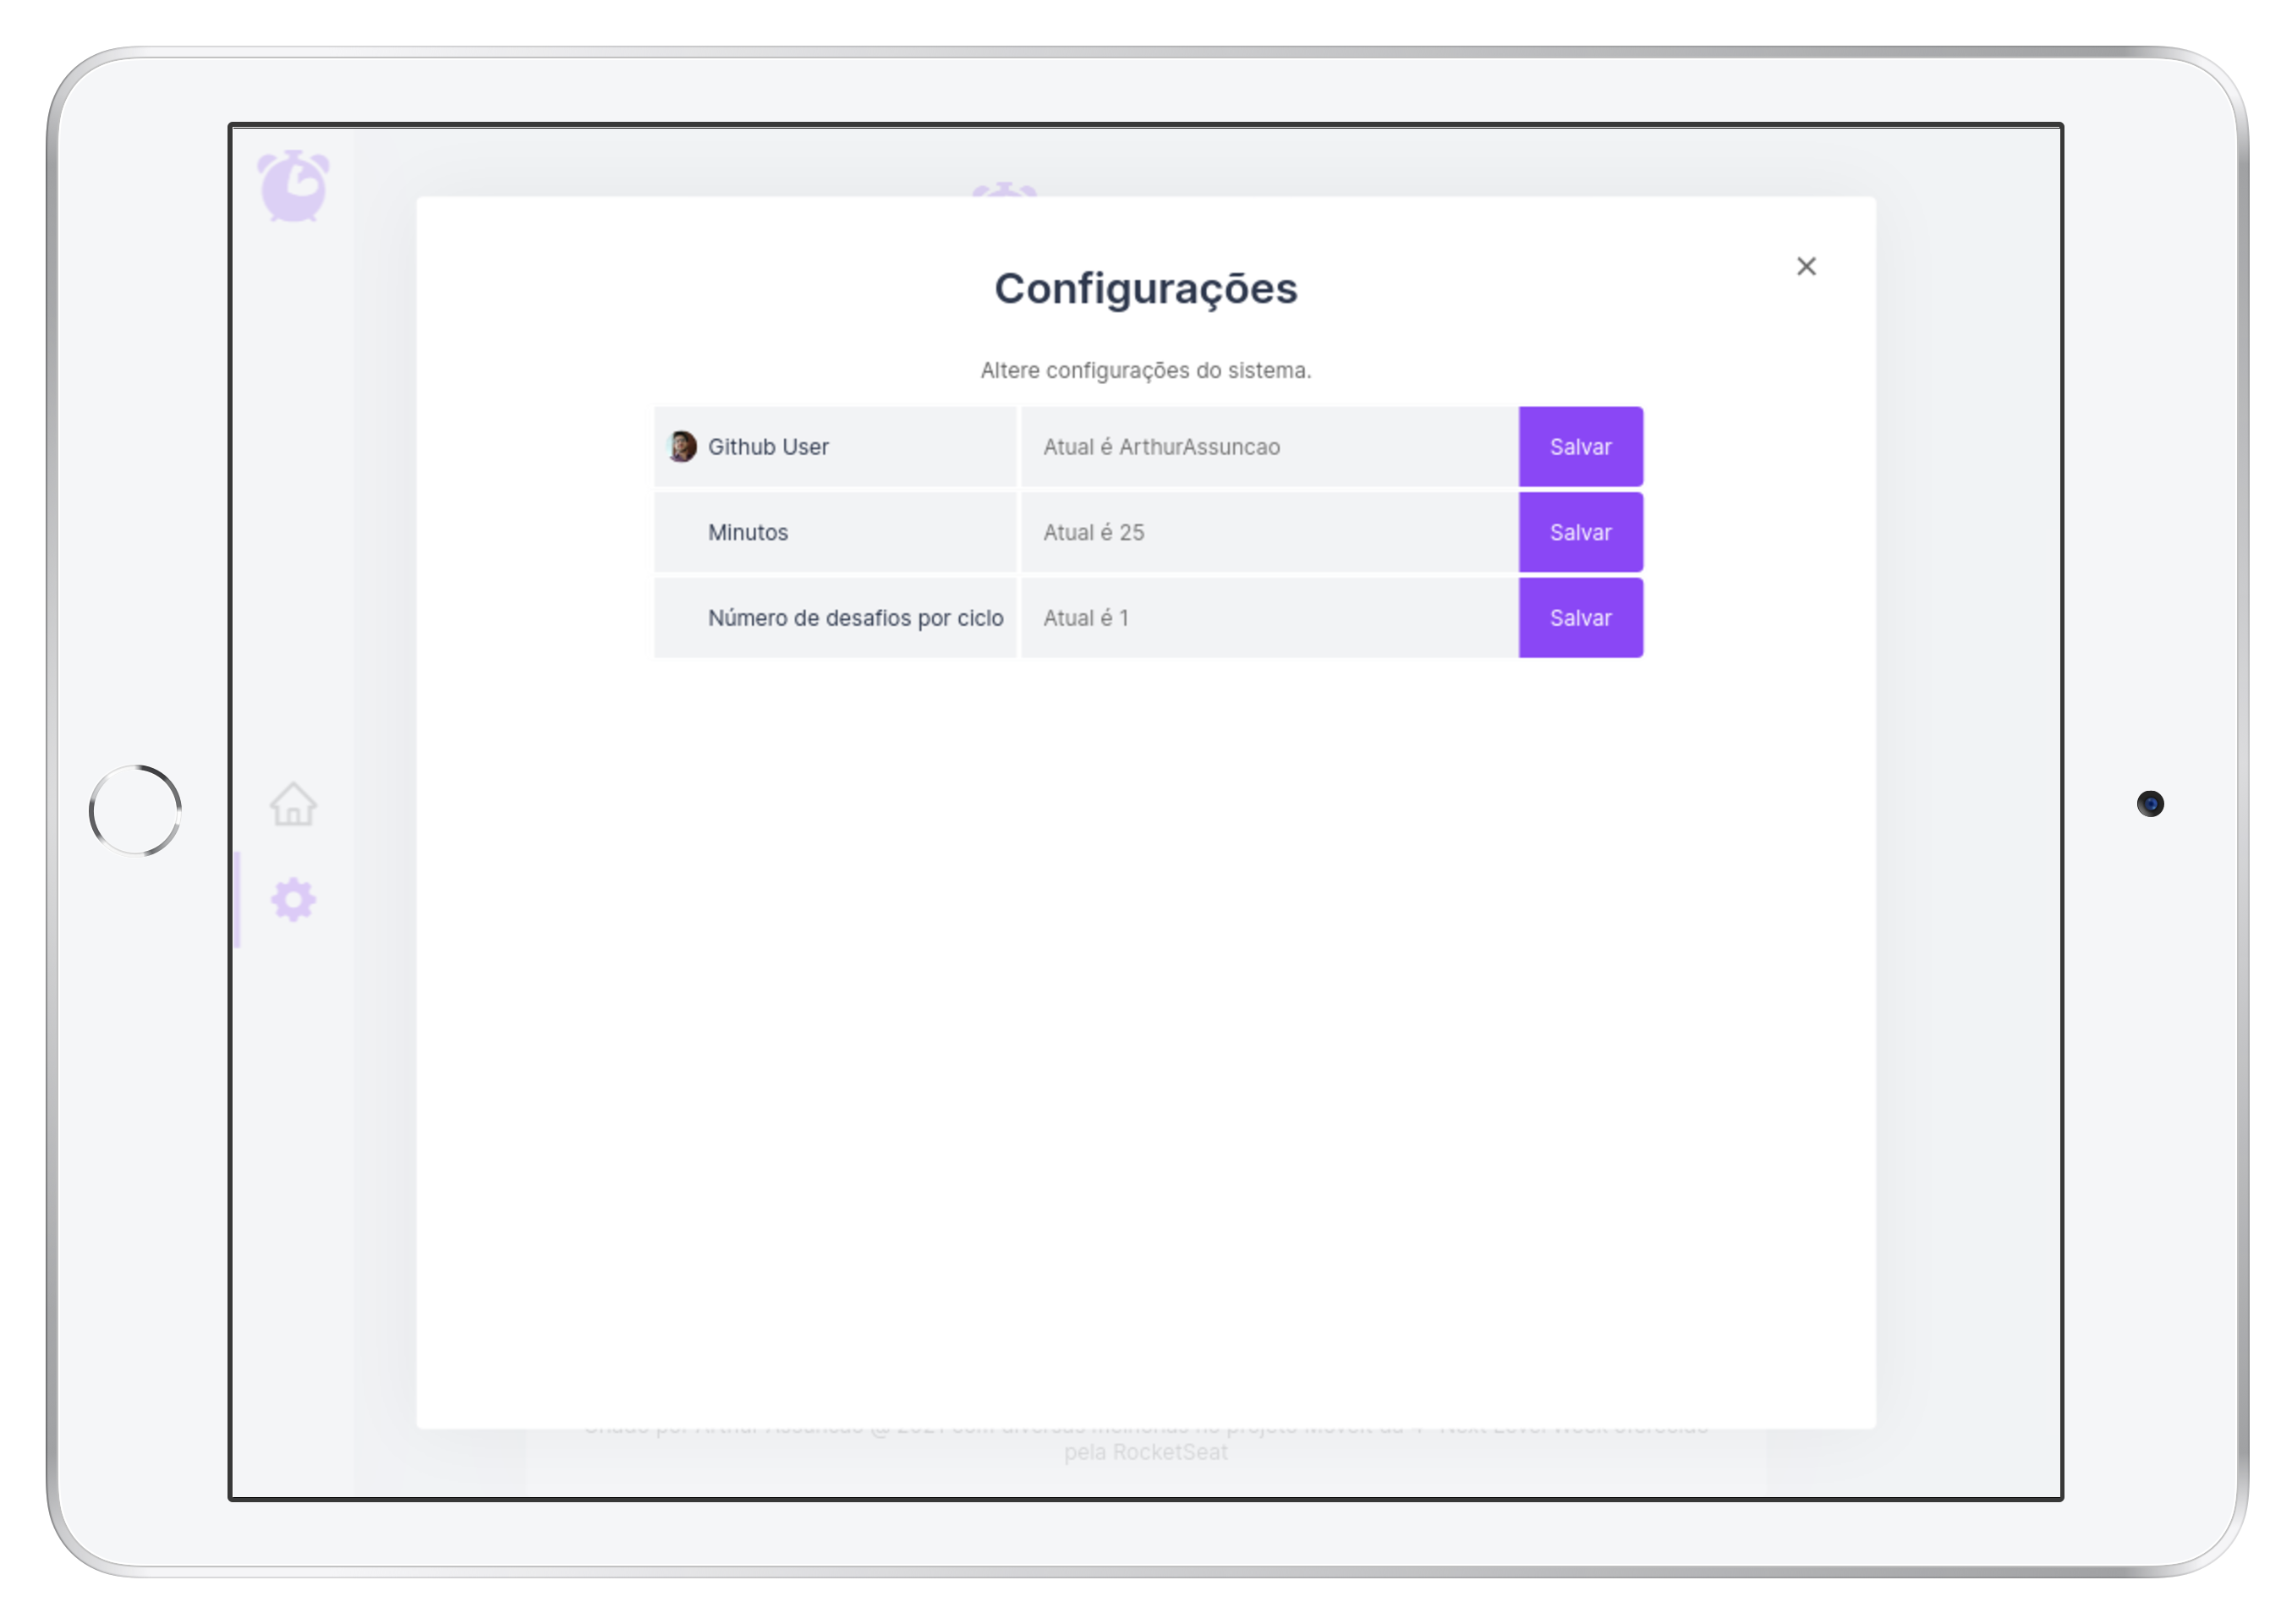 Configurações
Altere configurações do sistema.
Github User Atual é ArthurAssuncao Salvar
Minutos Atual é 25 Salvar
Número de desafios por ciclo Atual é 1 Salvar
pela RocketSeat